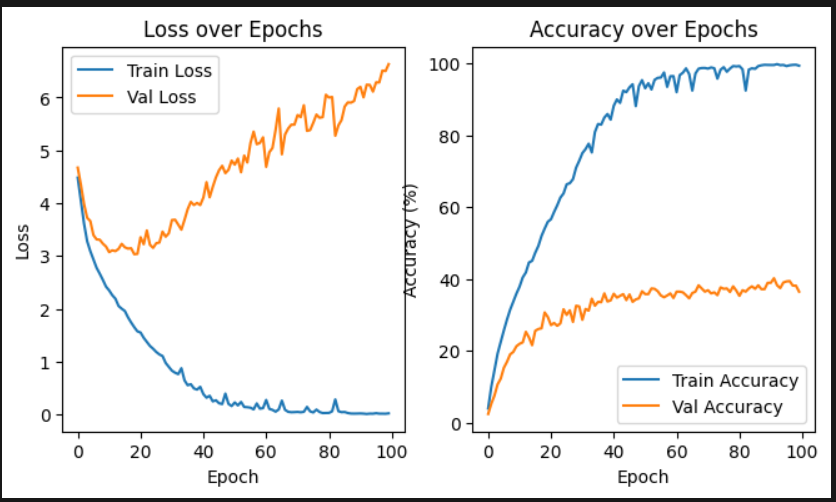 Loss over Epochs
Train Loss
Val Loss
6
5
4
3
2
1
0
Loss
0 20 40 60 80 100
Epoch
Accuracy over Epochs
100
80
60
40
20
0
Accuracy (%)
Train Accuracy
Val Accuracy
0 20 40 60 80 100
Epoch